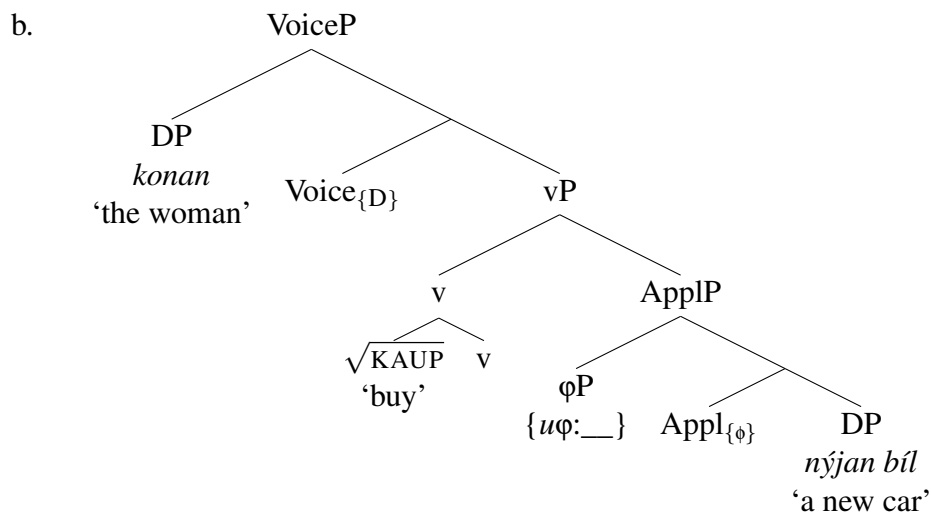 b. VoiceP
DP
konan
‘the woman’
Voice{D} vP
v ApplP
√KAUP v
‘buy’
φP
{uφ:__} Appl{ϕ} DP
nýjan bíl
‘a new car’